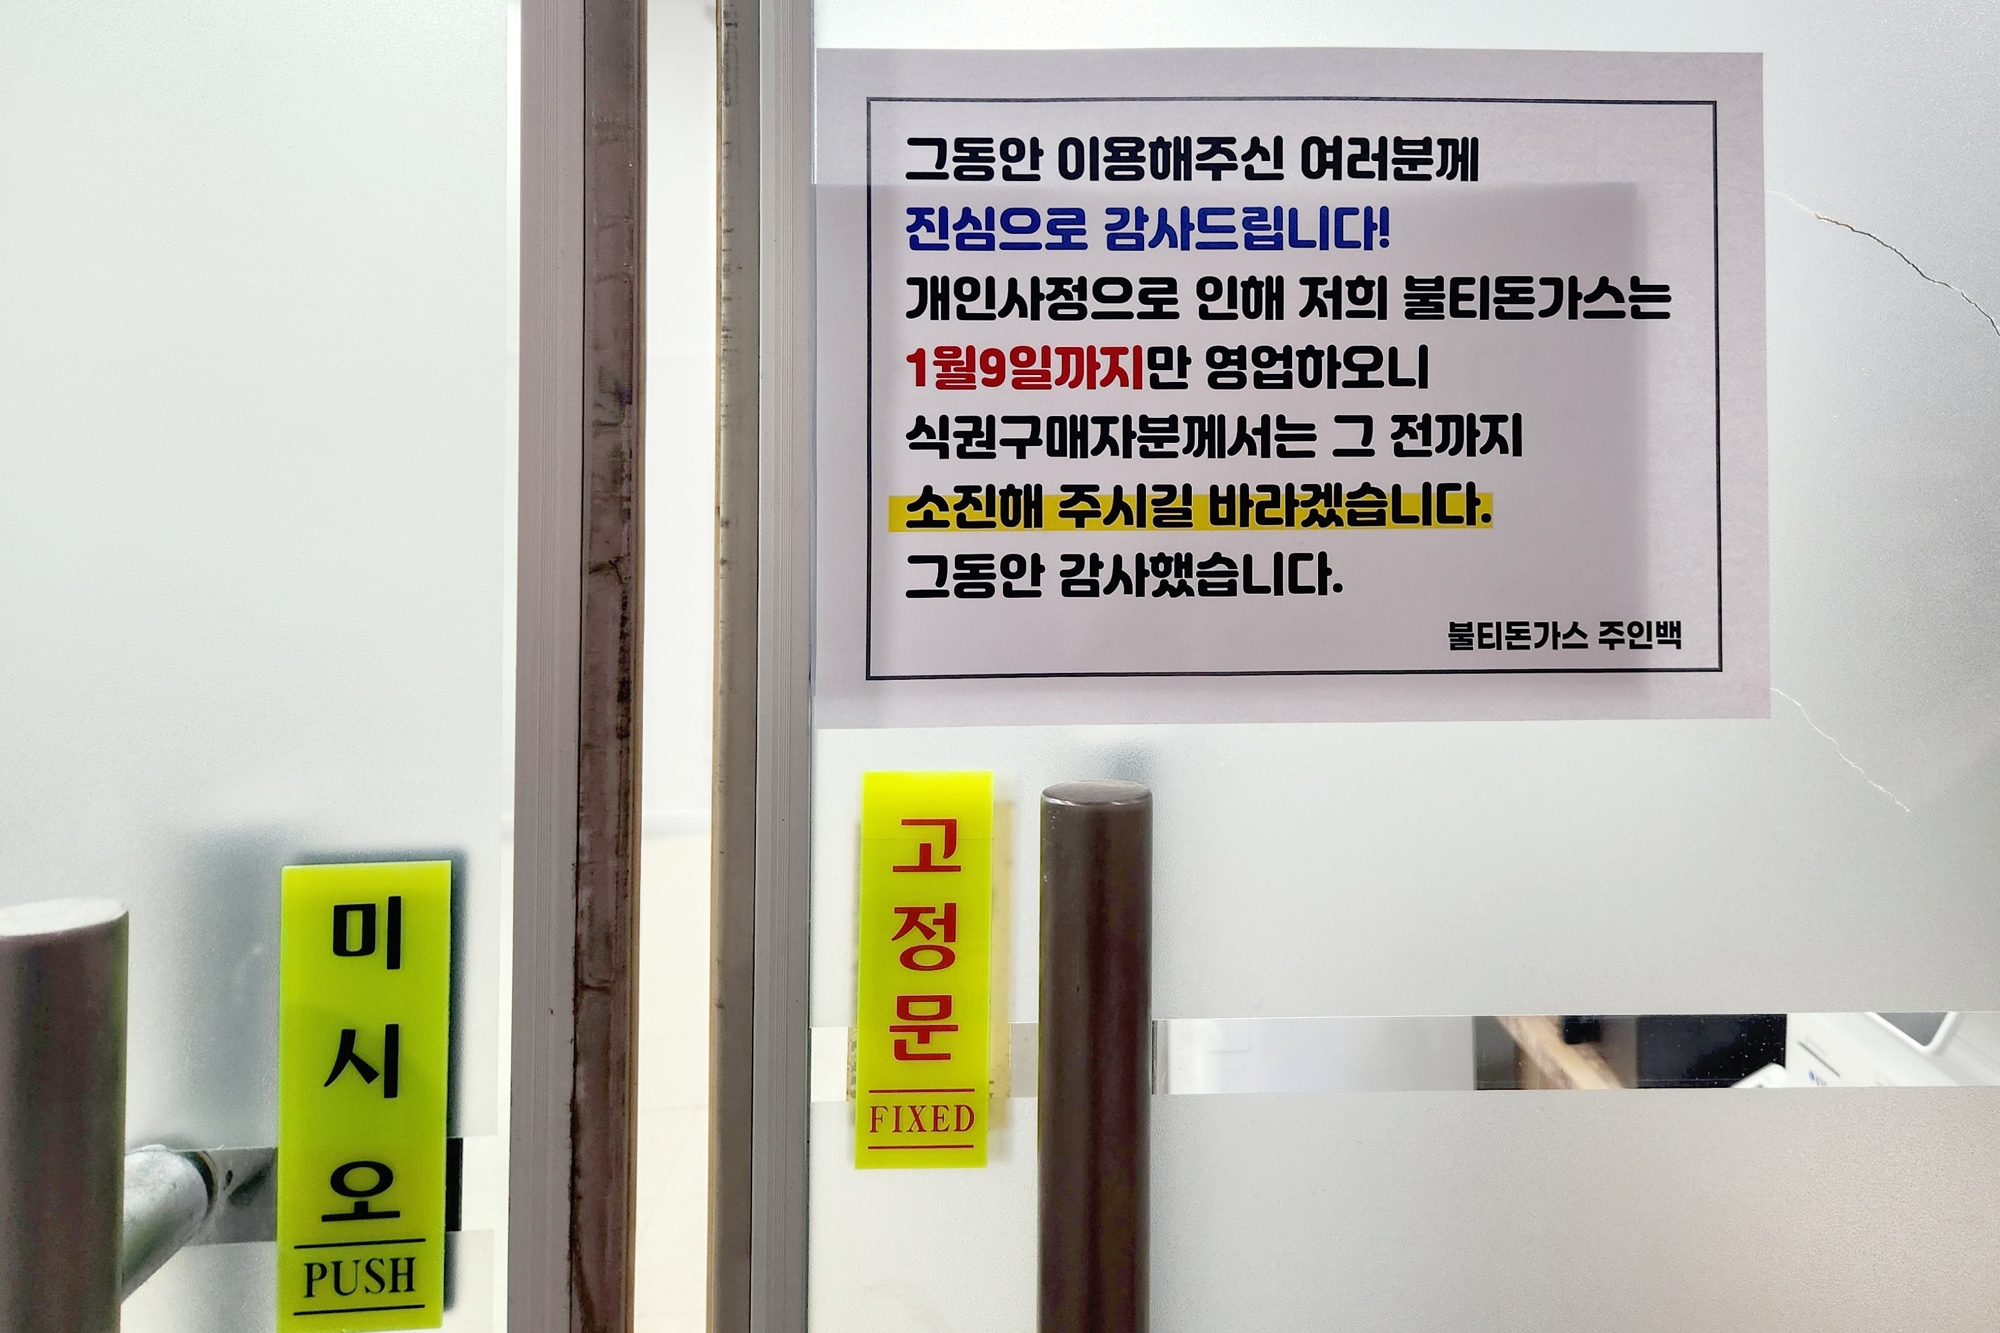 그동안 이용해주신 여러분께
진심으로 감사드립니다!
개인사정으로 인해 저희 불티돈가스는
1월9일까지만 영업하오니
식권구매자분께서는 그 전까지
소진해 주시길 바라겠습니다.
그동안 감사했습니다.
불티돈가스 주인백
미시오
PUSH
고정문
FIXED